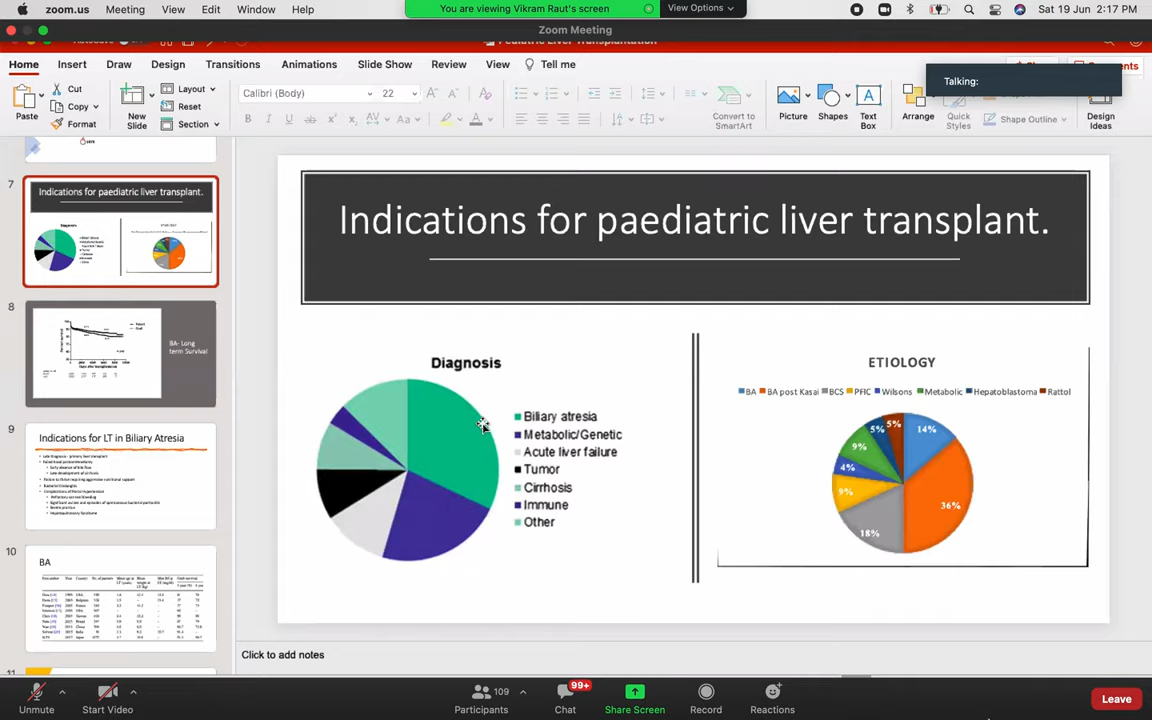 zoom.us Meeting View Edit Window Help
You are viewing Vikram Raut's screen
View Options
Sat 19 Jun 2:17 PM
Zoom Meeting
Pediatric Liver Transplantation
Home Insert Draw Design Transitions Animations Slide Show Review View Tell me
Talking:
Paste
Cut
Copy
Format
New
Slide
Layout
Reset
Section
Calibri (Body) 22
Convert to
SmartArt
Picture
Shapes
Text
Box
Arrange
Quick
Styles
Shape Outline
Design
Ideas
7
Indications for paediatric liver transplant.
Diagnosis
8
BA- Long
term Survival
9
Indications for LT in Biliary Atresia
10
BA
11
Indications for paediatric liver transplant.
Diagnosis
Biliary atresia
Metabolic/Genetic
Acute liver failure
Tumor
Cirrhosis
Immune
Other
ETIOLOGY
BA BA post Kasai BCS PFIC Wilsons Metabolic Hepatoblastoma Rattol
14%
36%
18%
9%
4%
9%
5%
5%
Click to add notes
Unmute
Start Video
109
Participants
99+
Chat
Share Screen
Record
Reactions
Leave